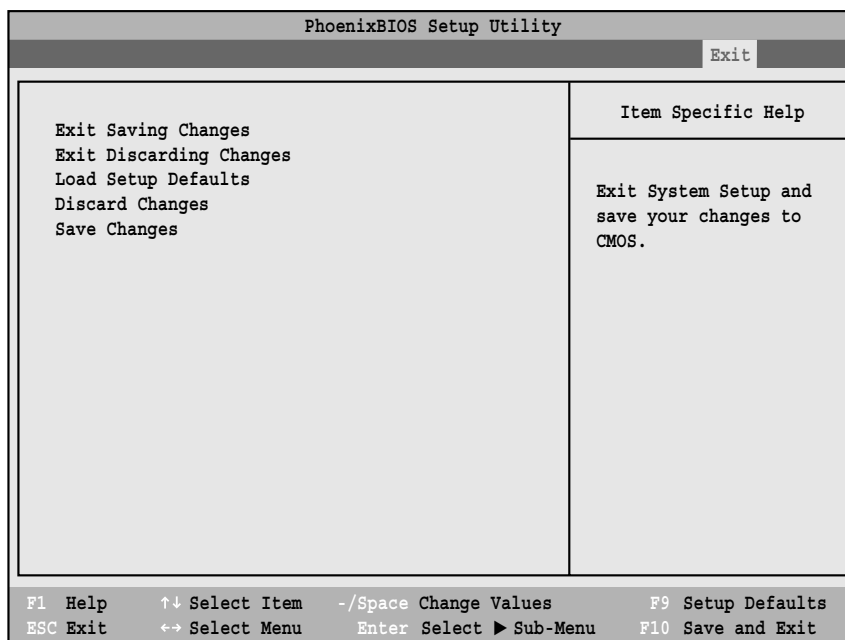 PhoenixBIOS Setup Utility
Exit
Exit Saving Changes
Exit Discarding Changes
Load Setup Defaults
Discard Changes
Save Changes
Item Specific Help
Exit System Setup and
save your changes to
CMOS.
F1 Help ↑↓ Select Item -/Space Change Values F9 Setup Defaults
ESC Exit ←→ Select Menu Enter Select ▶ Sub-Menu F10 Save and Exit